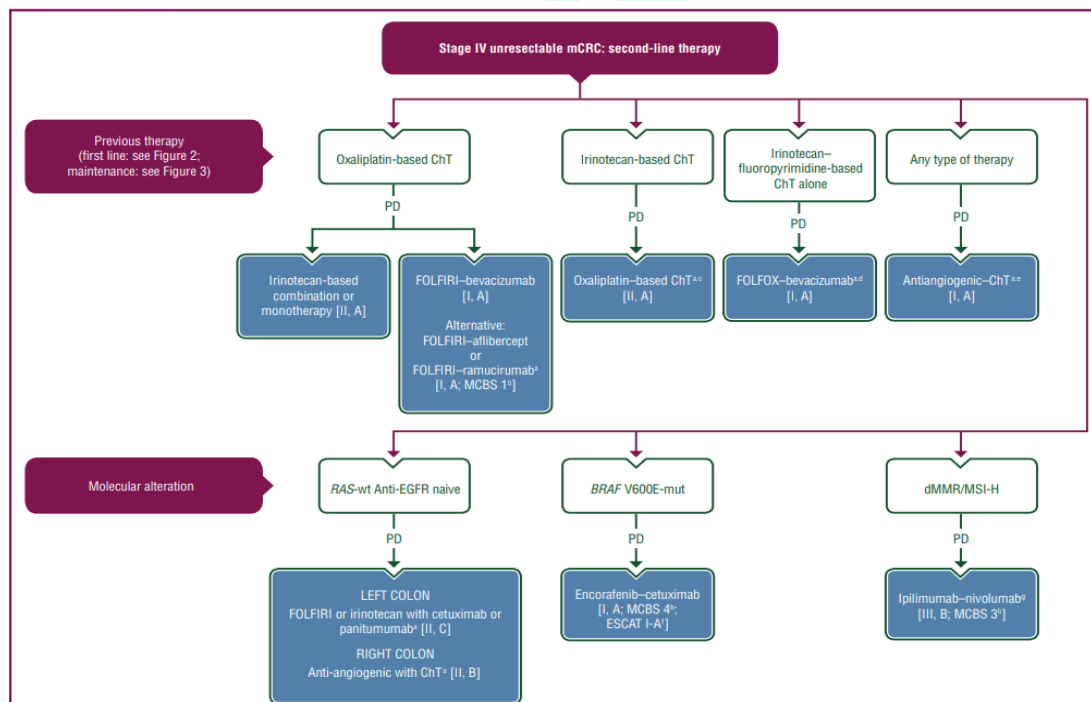 Stage IV unresectable mCRC: second-line therapy
Previous therapy
(first line: see Figure 2;
maintenance: see Figure 3)
Oxaliplatin-based ChT
Irinotecan-based ChT
Irinotecan–
fluoropyrimidine-based
ChT alone
Any type of therapy
PD
PD
PD
PD
Irinotecan-based
combination or
monotherapy [II, A]
FOLFIRI–bevacizumab
[I, A]
Alternative:
FOLFIRI–aflibercept
or
FOLFIRI–ramucirumabᵃ
[I, A; MCBS 1ᵇ]
Oxaliplatin–based ChTᵃ,ᶜ
[II, A]
FOLFOX–bevacizumabᵃ,ᵈ
[I, A]
Antiangiogenic–ChTᵃ,ᵉ
[I, A]
Molecular alteration
RAS-wt Anti-EGFR naive
BRAF V600E-mut
dMMR/MSI-H
PD
PD
PD
LEFT COLON
FOLFIRI or irinotecan with cetuximab or
panitumumabᵃ [II, C]
RIGHT COLON
Anti-angiogenic with ChTᵃ [II, B]
Encorafenib–cetuximab
[I, A; MCBS 4ᵇ;
ESCAT I-Aᶠ]
Ipilimumab–nivolumabᵍ
[III, B; MCBS 3ᵇ]